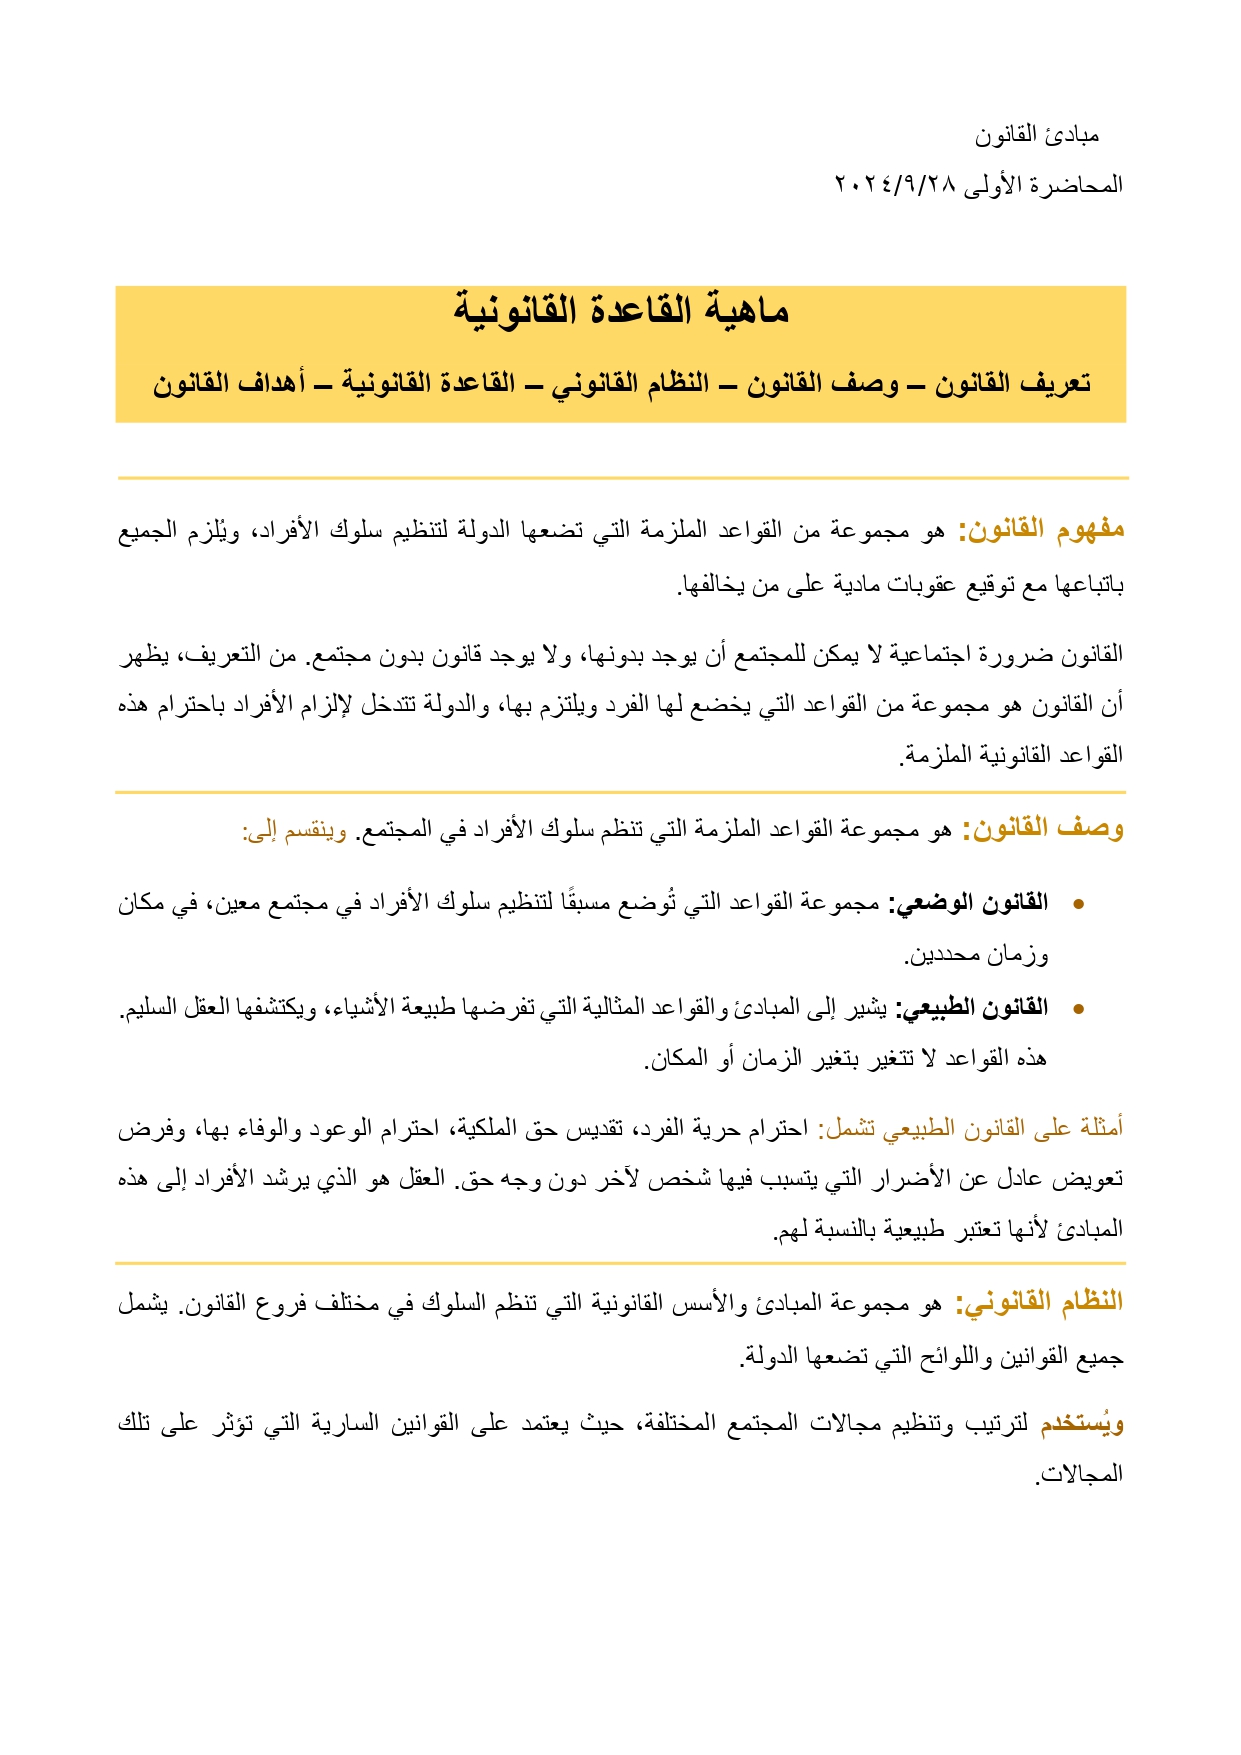 مبادئ القانون
المحاضرة الأولى ٢٠٢٤/٩/٢٨
ماهية القاعدة القانونية
تعريف القانون – وصف القانون – النظام القانوني – القاعدة القانونية – أهداف القانون
مفهوم القانون: هو مجموعة من القواعد الملزمة التي تضعها الدولة لتنظيم سلوك الأفراد، ويُلزم الجميع
باتباعها مع توقيع عقوبات مادية على من يخالفها.
القانون ضرورة اجتماعية لا يمكن للمجتمع أن يوجد بدونها، ولا يوجد قانون بدون مجتمع. من التعريف، يظهر
أن القانون هو مجموعة من القواعد التي يخضع لها الفرد ويلتزم بها، والدولة تتدخل لإلزام الأفراد باحترام هذه
القواعد القانونية الملزمة.
وصف القانون: هو مجموعة القواعد الملزمة التي تنظم سلوك الأفراد في المجتمع. وينقسم إلى:
• القانون الوضعي: مجموعة القواعد التي تُوضع مسبقًا لتنظيم سلوك الأفراد في مجتمع معين، في مكان
وزمان محددين.
• القانون الطبيعي: يشير إلى المبادئ والقواعد المثالية التي تفرضها طبيعة الأشياء، ويكتشفها العقل السليم.
هذه القواعد لا تتغير بتغير الزمان أو المكان.
أمثلة على القانون الطبيعي تشمل: احترام حرية الفرد، تقديس حق الملكية، احترام الوعود والوفاء بها، وفرض
تعويض عادل عن الأضرار التي يتسبب فيها شخص لآخر دون وجه حق. العقل هو الذي يرشد الأفراد إلى هذه
المبادئ لأنها تعتبر طبيعية بالنسبة لهم.
النظام القانوني: هو مجموعة المبادئ والأسس القانونية التي تنظم السلوك في مختلف فروع القانون. يشمل
جميع القوانين واللوائح التي تضعها الدولة.
ويُستخدم لترتيب وتنظيم مجالات المجتمع المختلفة، حيث يعتمد على القوانين السارية التي تؤثر على تلك
المجالات.